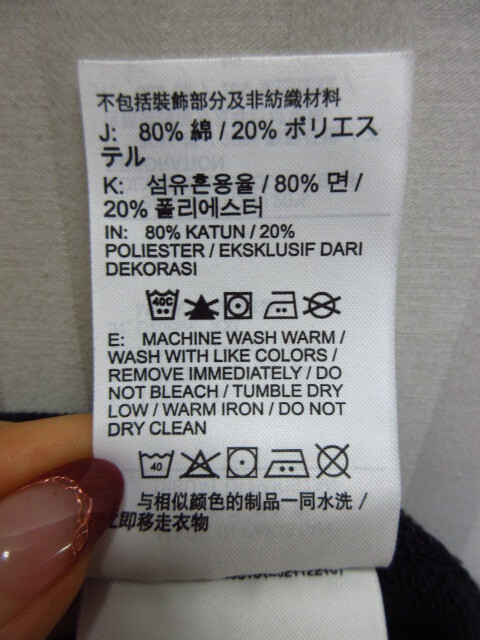 不包括裝飾部分及非紡織材料
J: 80% 綿 / 20% ポリエス
テル
K: 섬유혼용율 / 80% 면 /
20% 폴리에스터
IN: 80% KATUN / 20%
POLIESTER / EKSKLUSIF DARI
DEKORASI
40C
E: MACHINE WASH WARM /
WASH WITH LIKE COLORS /
REMOVE IMMEDIATELY / DO
NOT BLEACH / TUMBLE DRY
LOW / WARM IRON / DO NOT
DRY CLEAN
40
与相似颜色的制品一同水洗 /
即移走衣物